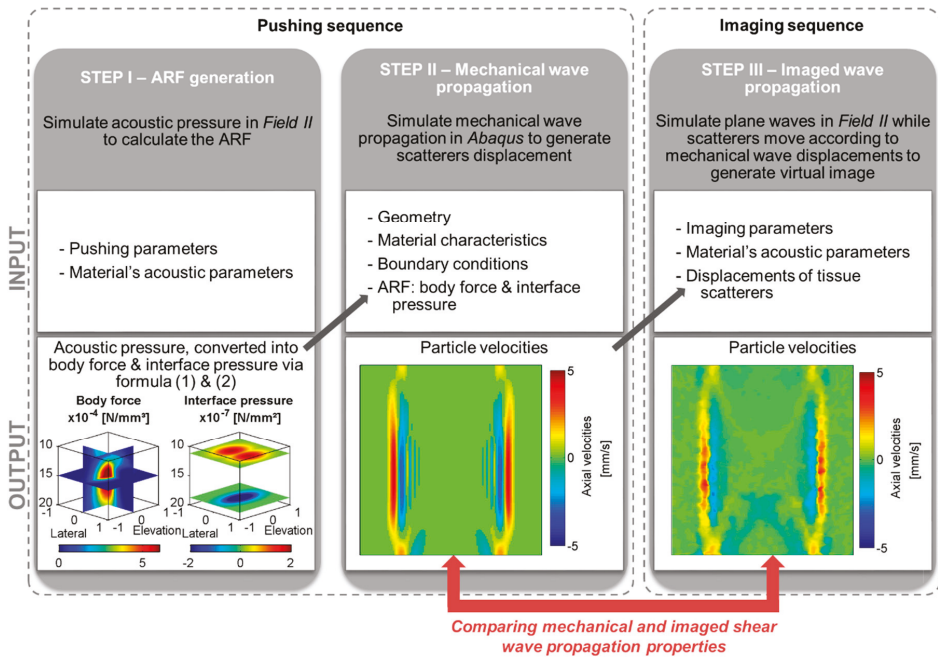 Pushing sequence
Imaging sequence
STEP I – ARF generation
Simulate acoustic pressure in Field II
to calculate the ARF
STEP II – Mechanical wave
propagation
Simulate mechanical wave
propagation in Abaqus to generate
scatterers displacement
STEP III – Imaged wave
propagation
Simulate plane waves in Field II while
scatterers move according to
mechanical wave displacements to
generate virtual image
INPUT
- Pushing parameters
- Material's acoustic parameters
- Geometry
- Material characteristics
- Boundary conditions
- ARF: body force & interface
pressure
- Imaging parameters
- Material's acoustic parameters
- Displacements of tissue
scatterers
OUTPUT
Acoustic pressure, converted into
body force & interface pressure via
formula (1) & (2)
Body force
x10⁻⁴ [N/mm³]
10
15
20
-1
0
1
-1
0
1
Lateral
Elevation
0
5
Interface pressure
x10⁻⁷ [N/mm²]
10
15
20
-1
0
1
-1
0
1
Lateral
Elevation
-2
0
2
Particle velocities
5
Axial velocities
[mm/s]
-5
Particle velocities
5
Axial velocities
[mm/s]
-5
Comparing mechanical and imaged shear
wave propagation properties